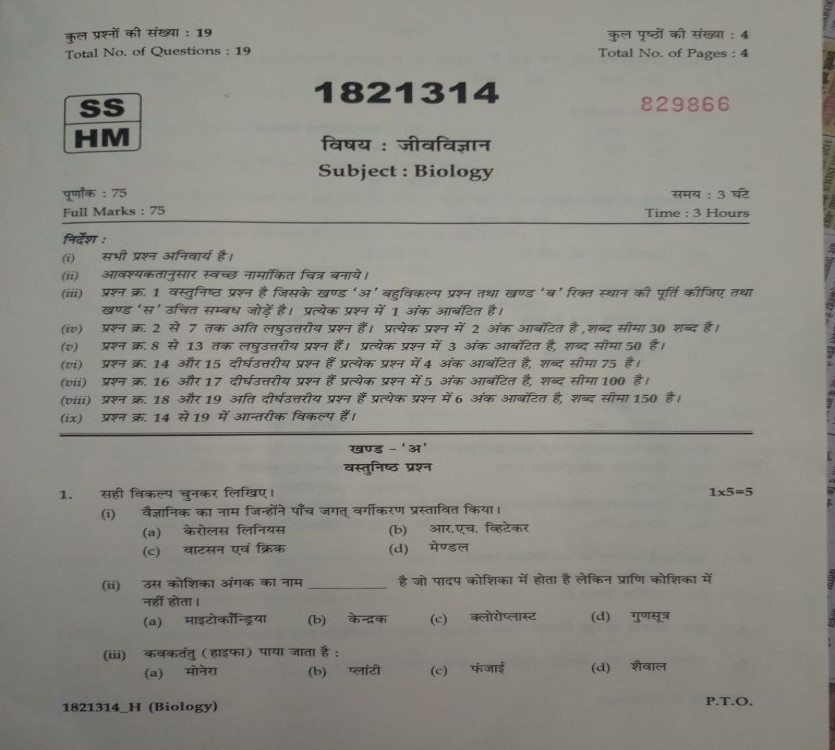 कुल प्रश्नों की संख्या : 19
Total No. of Questions : 19
कुल पृष्ठों की संख्या : 4
Total No. of Pages : 4
SS
HM
1821314
829866
विषय : जीवविज्ञान
Subject : Biology
पूर्णांक : 75
Full Marks : 75
समय : 3 घंटे
Time : 3 Hours
निर्देश :
(i) सभी प्रश्न अनिवार्य है।
(ii) आवश्यकतानुसार स्वच्छ नामांकित चित्र बनाये।
(iii) प्रश्न क्र. 1 वस्तुनिष्ठ प्रश्न है जिसके खण्ड 'अ' बहुविकल्प प्रश्न तथा खण्ड 'ब' रिक्त स्थान की पूर्ति कीजिए तथा
खण्ड 'स' उचित सम्बध जोड़ें है। प्रत्येक प्रश्न में 1 अंक आबंटित है।
(iv) प्रश्न क्र. 2 से 7 तक अति लघुउत्तरीय प्रश्न हैं। प्रत्येक प्रश्न में 2 अंक आबंटित है , शब्द सीमा 30 शब्द है।
(v) प्रश्न क्र. 8 से 13 तक लघुउत्तरीय प्रश्न हैं। प्रत्येक प्रश्न में 3 अंक आबंटित है, शब्द सीमा 50 है।
(vi) प्रश्न क्र. 14 और 15 दीर्घउत्तरीय प्रश्न हैं प्रत्येक प्रश्न में 4 अंक आबंटित है, शब्द सीमा 75 है।
(vii) प्रश्न क्र. 16 और 17 दीर्घउत्तरीय प्रश्न हैं प्रत्येक प्रश्न में 5 अंक आबंटित है, शब्द सीमा 100 है।
(viii) प्रश्न क्र. 18 और 19 अति दीर्घउत्तरीय प्रश्न हैं प्रत्येक प्रश्न में 6 अंक आबंटित है, शब्द सीमा 150 है।
(ix) प्रश्न क्र. 14 से 19 में आन्तरीक विकल्प हैं।
खण्ड - 'अ'
वस्तुनिष्ठ प्रश्न
1. सही विकल्प चुनकर लिखिए। 1x5=5
(i) वैज्ञानिक का नाम जिन्होंने पाँच जगत् वर्गीकरण प्रस्तावित किया।
(a) केरोलस लिनियस (b) आर.एच. व्हिटेकर
(c) वाटसन एवं क्रिक (d) मेण्डल
(ii) उस कोशिका अंगक का नाम __________ है जो पादप कोशिका में होता है लेकिन प्राणि कोशिका में
नहीं होता।
(a) माइटोकॉन्ड्रिया (b) केन्द्रक (c) क्लोरोप्लास्ट (d) गुणसूत्र
(iii) कवकतंतु (हाइफा) पाया जाता है :
(a) मोनेरा (b) प्लांटी (c) फंजाई (d) शैवाल
1821314_H (Biology)
P.T.O.